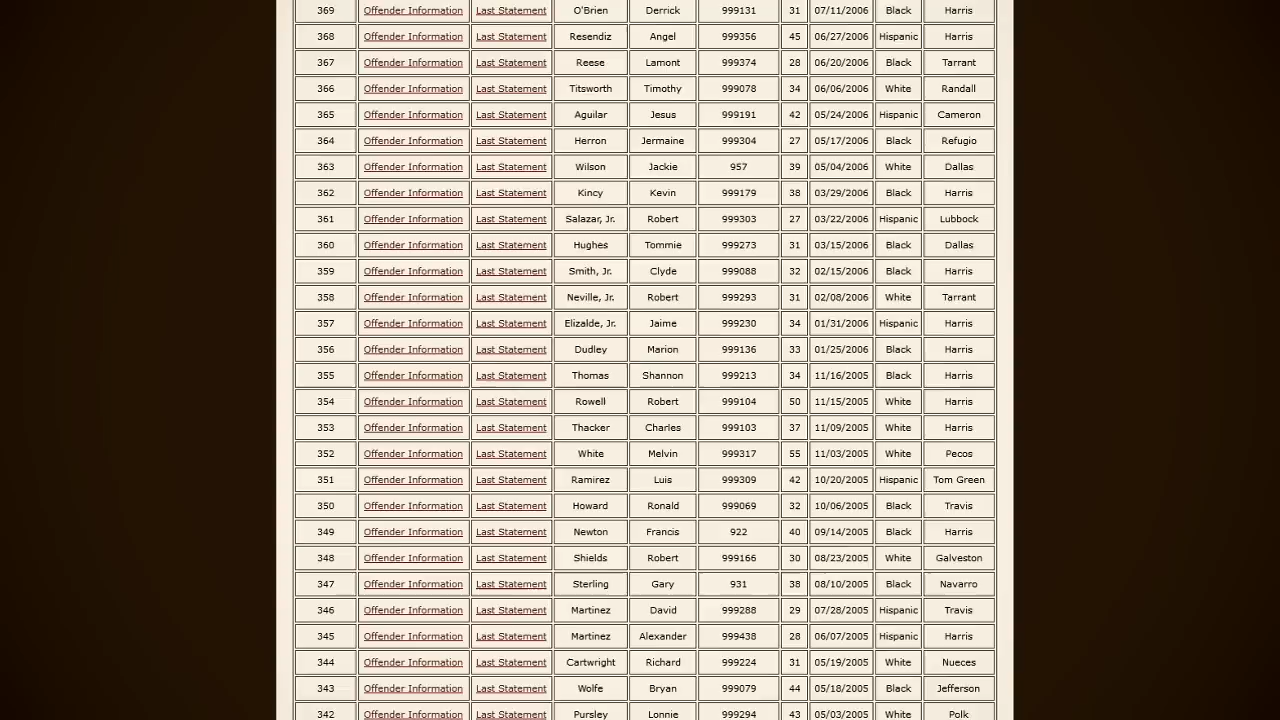 369 Offender Information Last Statement O'Brien Derrick 999131 31 07/11/2006 Black Harris
368 Offender Information Last Statement Resendiz Angel 999356 45 06/27/2006 Hispanic Harris
367 Offender Information Last Statement Reese Lamont 999374 28 06/20/2006 Black Tarrant
366 Offender Information Last Statement Titsworth Timothy 999078 34 06/06/2006 White Randall
365 Offender Information Last Statement Aguilar Jesus 999191 42 05/24/2006 Hispanic Cameron
364 Offender Information Last Statement Herron Jermaine 999304 27 05/17/2006 Black Refugio
363 Offender Information Last Statement Wilson Jackie 957 39 05/04/2006 White Dallas
362 Offender Information Last Statement Kincy Kevin 999179 38 03/29/2006 Black Harris
361 Offender Information Last Statement Salazar, Jr. Robert 999303 27 03/22/2006 Hispanic Lubbock
360 Offender Information Last Statement Hughes Tommie 999273 31 03/15/2006 Black Dallas
359 Offender Information Last Statement Smith, Jr. Clyde 999088 32 02/15/2006 Black Harris
358 Offender Information Last Statement Neville, Jr. Robert 999293 31 02/08/2006 White Tarrant
357 Offender Information Last Statement Elizalde, Jr. Jaime 999230 34 01/31/2006 Hispanic Harris
356 Offender Information Last Statement Dudley Marion 999136 33 01/25/2006 Black Harris
355 Offender Information Last Statement Thomas Shannon 999213 34 11/16/2005 Black Harris
354 Offender Information Last Statement Rowell Robert 999104 50 11/15/2005 White Harris
353 Offender Information Last Statement Thacker Charles 999103 37 11/09/2005 White Harris
352 Offender Information Last Statement White Melvin 999317 55 11/03/2005 White Pecos
351 Offender Information Last Statement Ramirez Luis 999309 42 10/20/2005 Hispanic Tom Green
350 Offender Information Last Statement Howard Ronald 999069 32 10/06/2005 Black Travis
349 Offender Information Last Statement Newton Francis 922 40 09/14/2005 Black Harris
348 Offender Information Last Statement Shields Robert 999166 30 08/23/2005 White Galveston
347 Offender Information Last Statement Sterling Gary 931 38 08/10/2005 Black Navarro
346 Offender Information Last Statement Martinez David 999288 29 07/28/2005 Hispanic Travis
345 Offender Information Last Statement Martinez Alexander 999438 28 06/07/2005 Hispanic Harris
344 Offender Information Last Statement Cartwright Richard 999224 31 05/19/2005 White Nueces
343 Offender Information Last Statement Wolfe Bryan 999079 44 05/18/2005 Black Jefferson
342 Offender Information Last Statement Pursley Lonnie 999294 43 05/03/2005 White Polk